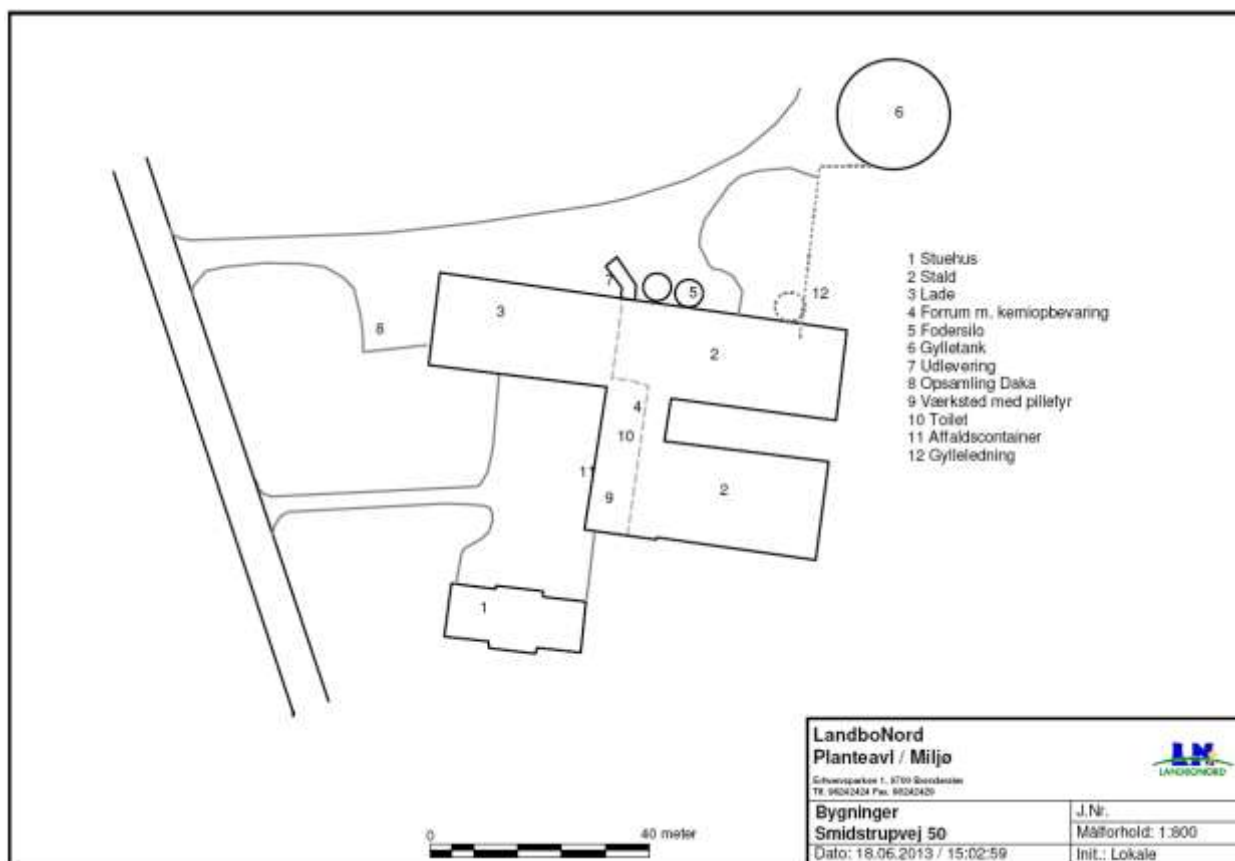 6
1 Stuehus
2 Stald
3 Lade
4 Forrum m. kemiopbevaring
5 Fodersilo
6 Gylletank
7 Udlevering
8 Opsamling Daka
9 Værksted med pillefyr
10 Toilet
11 Affaldscontainer
12 Gylleledning
7
5
12
3
8
2
4
10
11
9
2
1
0 40 meter
LandboNord
Planteavl / Miljø
LANDBONORD
Bygninger
J.Nr.
Smidstrupvej 50
Målforhold: 1:800
Dato: 18.06.2013 / 15:02:59
Init.: Lokale